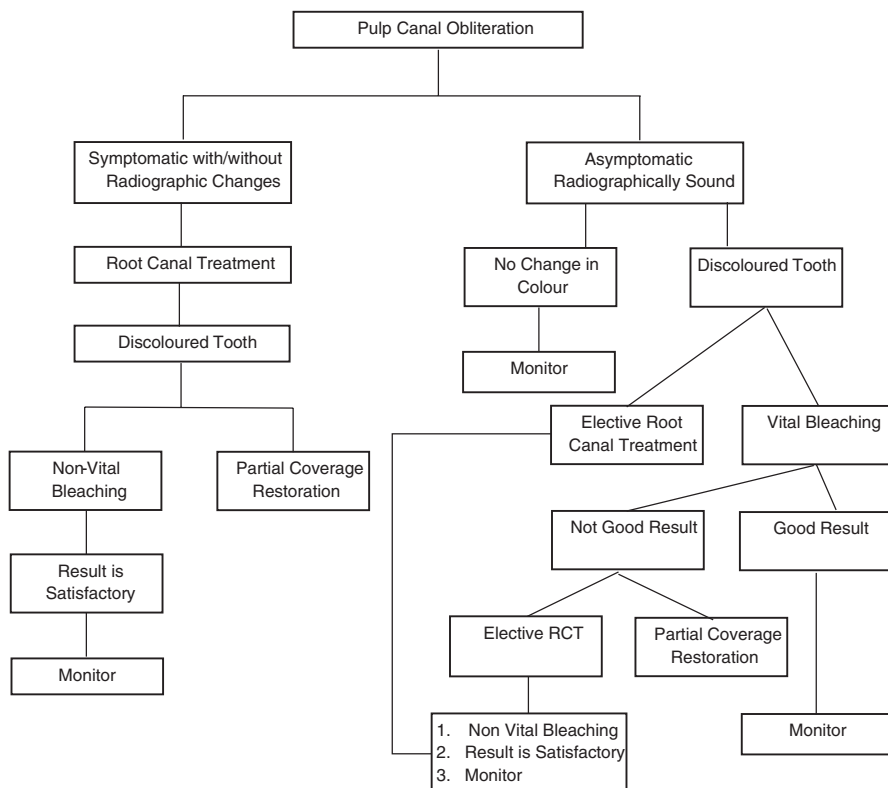 Pulp Canal Obliteration
Symptomatic with/without
Radiographic Changes
Asymptomatic
Radiographically Sound
Root Canal Treatment
No Change in
Colour
Discoloured Tooth
Discoloured Tooth
Monitor
Elective Root
Canal Treatment
Vital Bleaching
Non-Vital
Bleaching
Partial Coverage
Restoration
Not Good Result
Good Result
Result is
Satisfactory
Elective RCT
Partial Coverage
Restoration
Monitor
1. Non Vital Bleaching
2. Result is Satisfactory
3. Monitor
Monitor